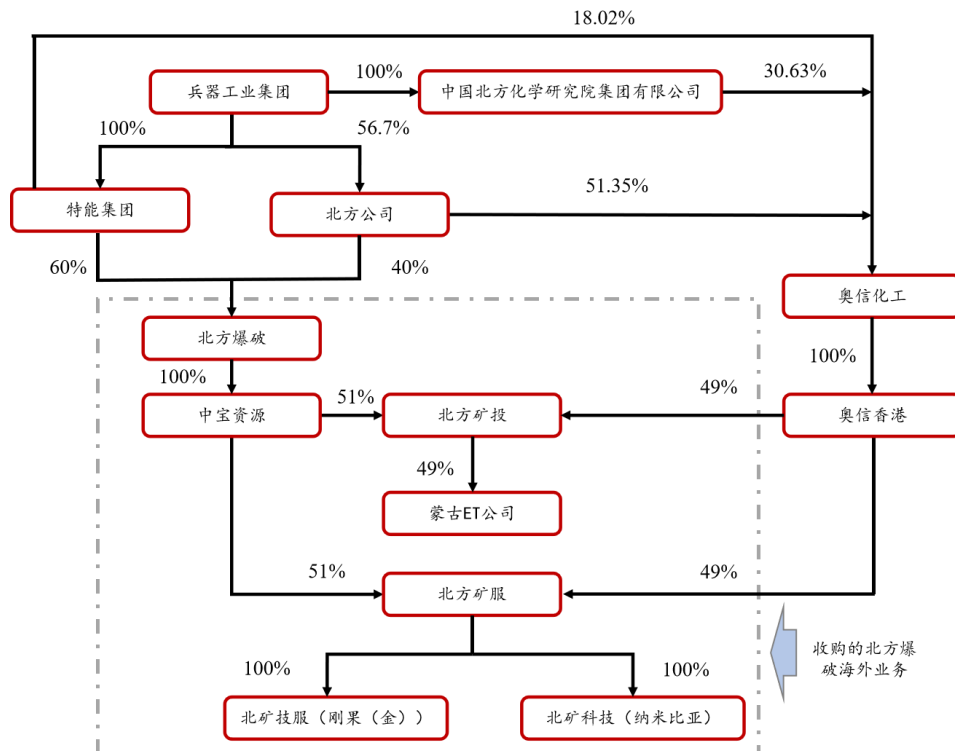 18.02%
兵器工业集团
100%
中国北方化学研究院集团有限公司
30.63%
100%
56.7%
特能集团
北方公司
51.35%
60%
40%
奥信化工
北方爆破
100%
100%
中宝资源
51%
北方矿投
49%
奥信香港
49%
蒙古ET公司
51%
北方矿服
49%
收购的北方爆
破海外业务
100%
100%
北矿技服（刚果（金））
北矿科技（纳米比亚）